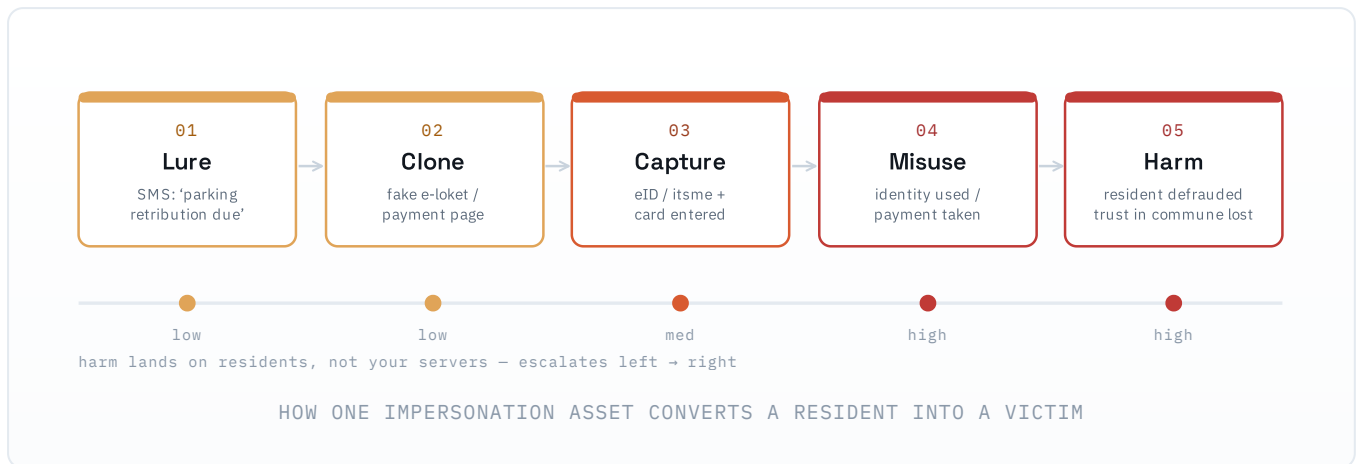 01
Lure
SMS: ‘parking
retribution due’
02
Clone
fake e-loket /
payment page
03
Capture
eID / itsme +
card entered
04
Misuse
identity used /
payment taken
05
Harm
resident defrauded
trust in commune lost
low
low
med
high
high
harm lands on residents, not your servers — escalates left → right
HOW ONE IMPERSONATION ASSET CONVERTS A RESIDENT INTO A VICTIM